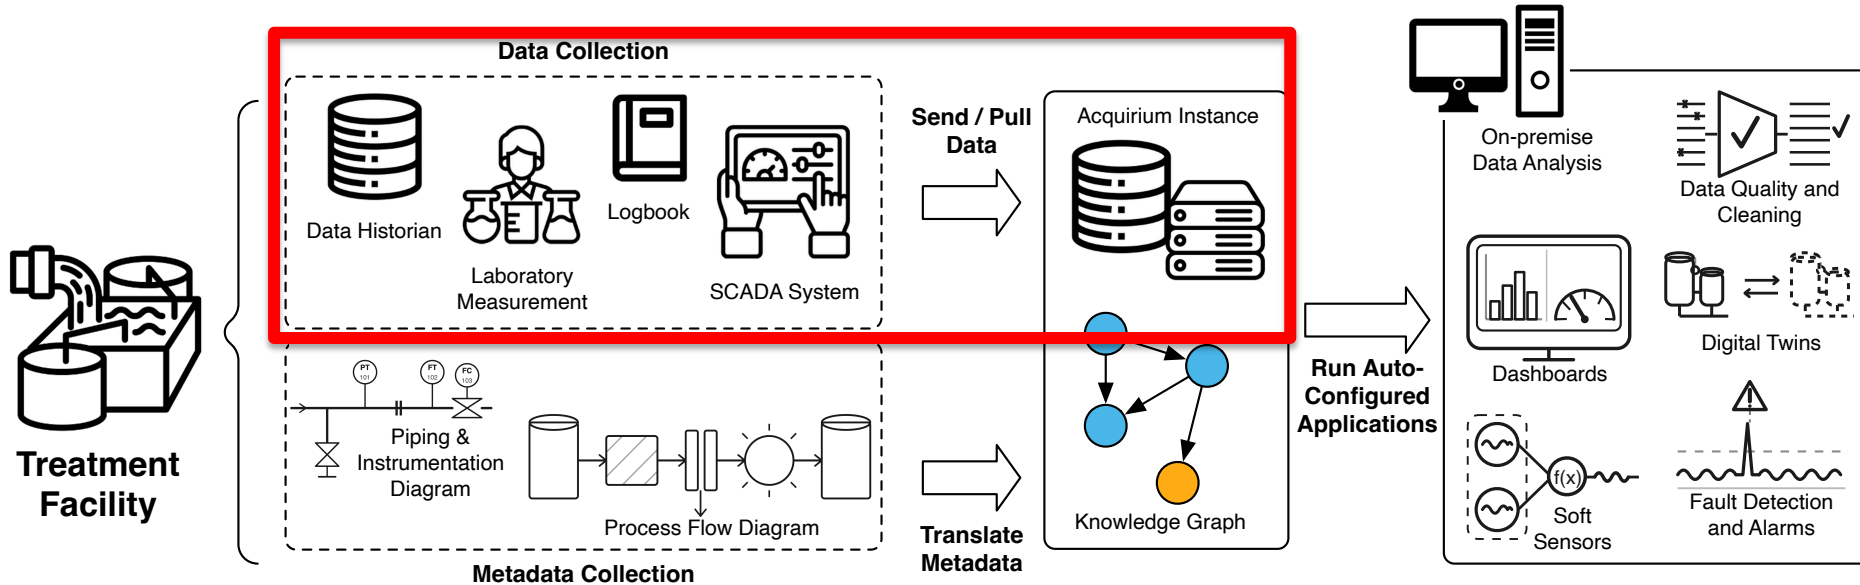 Data Collection
Data Historian
Laboratory
Measurement
Logbook
SCADA System
Send / Pull
Data
Acquirium Instance
Treatment
Facility
PT
101
FT
102
FC
103
Piping &
Instrumentation
Diagram
Process Flow Diagram
Metadata Collection
Translate
Metadata
Knowledge Graph
Run Auto-
Configured
Applications
On-premise
Data Analysis
Data Quality and
Cleaning
Dashboards
Digital Twins
f(x)
Soft
Sensors
Fault Detection
and Alarms